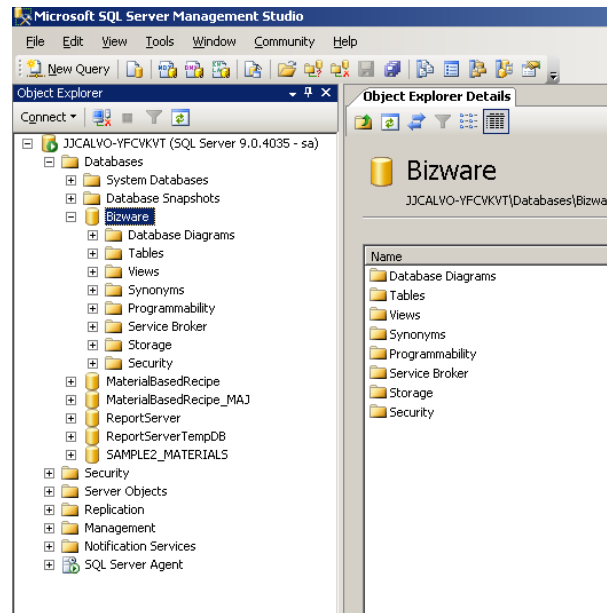 Microsoft SQL Server Management Studio
File Edit View Tools Window Community Help
New Query
Object Explorer
Connect
JJCALVO-YFCVKVT (SQL Server 9.0.4035 - sa)
Databases
System Databases
Database Snapshots
Bizware
Database Diagrams
Tables
Views
Synonyms
Programmability
Service Broker
Storage
Security
MaterialBasedRecipe
MaterialBasedRecipe_MAJ
ReportServer
ReportServerTempDB
SAMPLE2_MATERIALS
Security
Server Objects
Replication
Management
Notification Services
SQL Server Agent
Object Explorer Details
Bizware
JJCALVO-YFCVKVT\Databases\Bizwa
Name
Database Diagrams
Tables
Views
Synonyms
Programmability
Service Broker
Storage
Security